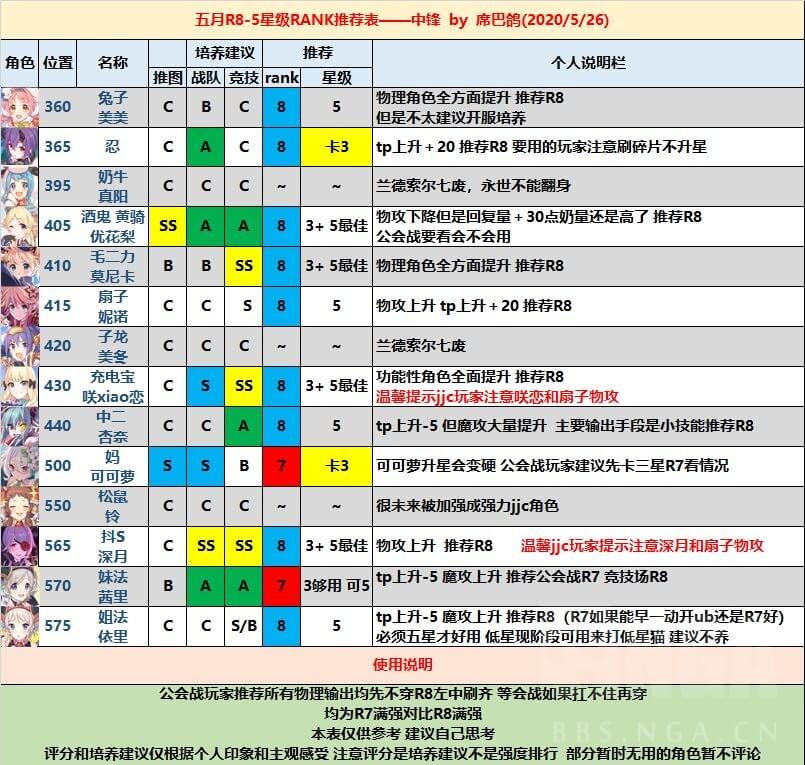 五月R8-5星级RANK推荐表——中锋 by 席巴鸽(2020/5/26)
角色 位置 名称 培养建议 推荐 个人说明栏
推图 战队 竞技 rank 星级
360 兔子 美美 C B C 8 5 物理角色全方面提升 推荐R8
但是不太建议开服培养
365 忍 C A C 8 卡3 tp上升＋20 推荐R8 要用的玩家注意刷碎片不升星
395 奶牛 真阳 C C C ~ ~ 兰德索尔七废，永世不能翻身
405 酒鬼 黄骑 优花梨 SS A A 8 3+ 5最佳 物攻下降但是回复量＋30点奶量还是高了 推荐R8
公会战要看会不会用
410 毛二力 莫尼卡 B B SS 8 3+ 5最佳 物理角色全方面提升 推荐R8
415 扇子 妮诺 C C S 8 5 物攻上升 tp上升＋20 推荐R8
420 子龙 美冬 C C C ~ ~ 兰德索尔七废
430 充电宝 咲xiao恋 C S SS 8 3+ 5最佳 功能性角色全面提升 推荐R8
温馨提示jjc玩家注意咲恋和扇子物攻
440 中二 杏奈 C C A 8 5 tp上升-5 但魔攻大量提升 主要输出手段是小技能推荐R8
500 妈 可可萝 S S B 7 卡3 可可萝升星会变硬 公会战玩家建议先卡三星R7看情况
550 松鼠 铃 C C C ~ ~ 很未来被加强成强力jjc角色
565 抖S 深月 C SS SS 8 3+ 5最佳 物攻上升 推荐R8 温馨jjc玩家提示注意深月和扇子物攻
570 妹法 茜里 B A A 7 3够用 可5 tp上升-5 魔攻上升 推荐公会战R7 竞技场R8
575 姐法 依里 C C S/B 8 5 tp上升-5 魔攻上升 推荐R8（R7如果能早一动开ub还是R7好）
必须五星才好用 低星现阶段可用来打低星猫 建议不养
使用说明
公会战玩家推荐所有物理输出均先不穿R8左中刷齐 等会战如果扛不住再穿
均为R7满强对比R8满强
本表仅供参考 建议自己思考
评分和培养建议仅根据个人印象和主观感受 注意评分是培养建议不是强度排行 部分暂时无用的角色暂不评论
NGA
BBS.NGA.CN